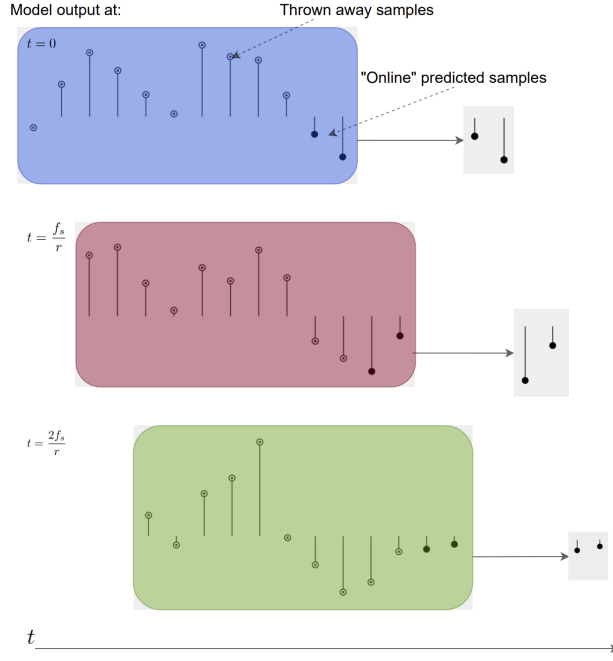 Model output at:
Thrown away samples
t = 0
"Online" predicted samples
t = f_s/r
t = 2f_s/r
t